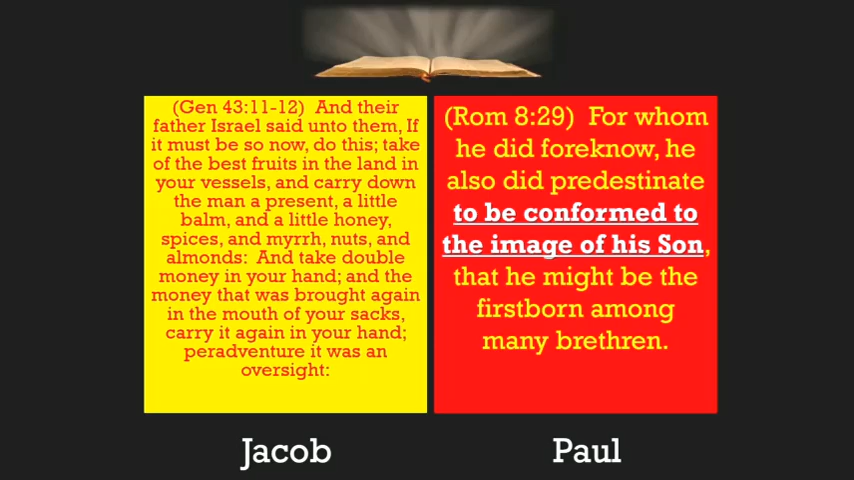 (Gen 43:11-12)  And their
father Israel said unto them, If
it must be so now, do this; take
of the best fruits in the land in
your vessels, and carry down
the man a present, a little
balm, and a little honey,
spices, and myrrh, nuts, and
almonds:  And take double
money in your hand; and the
money that was brought again
in the mouth of your sacks,
carry it again in your hand;
peradventure it was an
oversight:
Jacob
(Rom 8:29)  For whom
he did foreknow, he
also did predestinate
to be conformed to
the image of his Son,
that he might be the
firstborn among
many brethren.
Paul